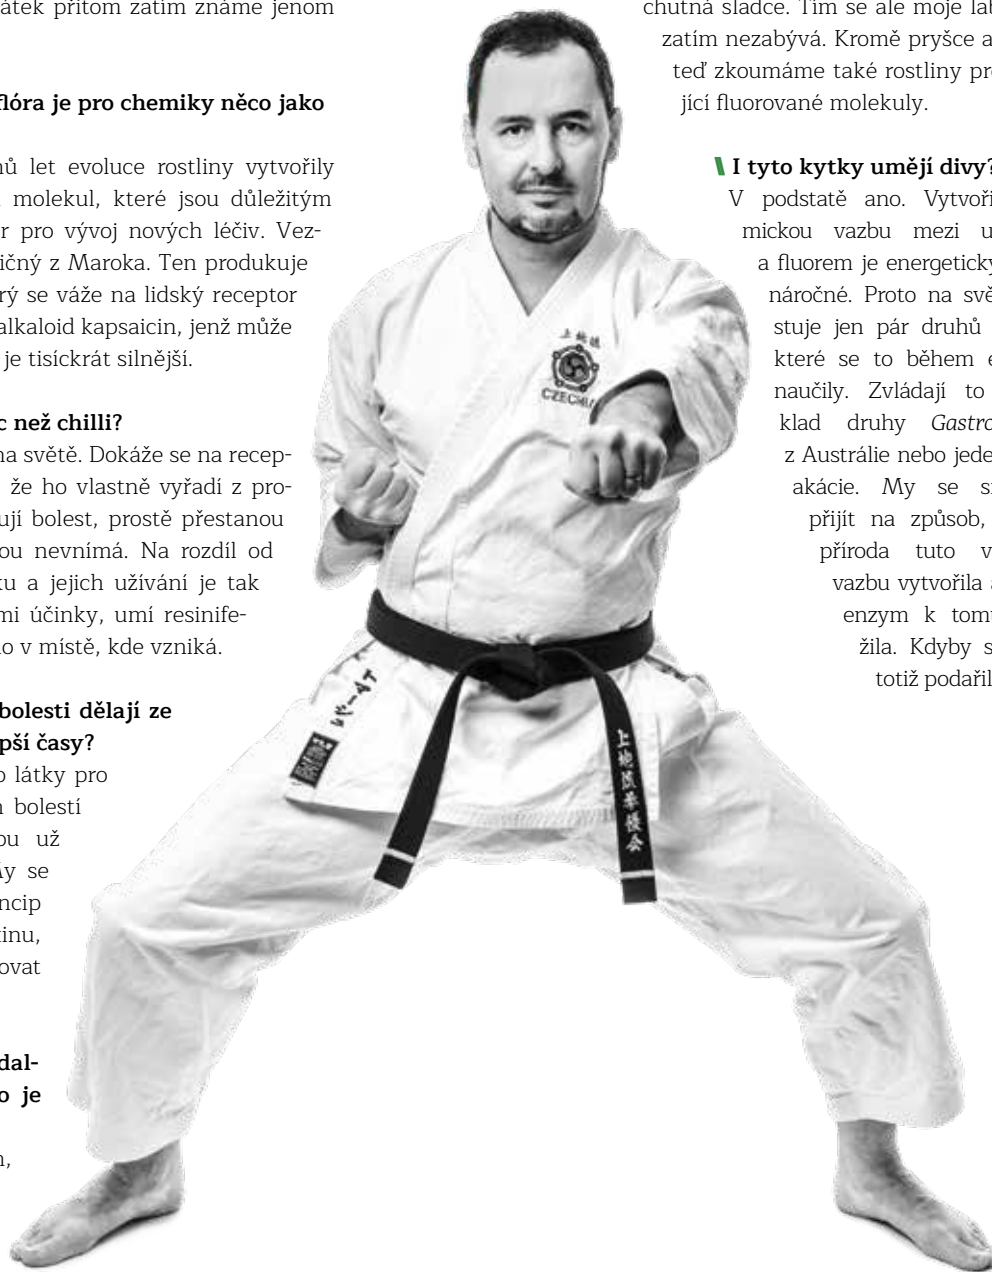 átek přitom zatím známe jenom
flóra je pro chemiky něco jako
ů let evoluce rostliny vytvořily
molekul, které jsou důležitým
r pro vývoj nových léčiv. Vez-
ičný z Maroka. Ten produkuje
rý se váže na lidský receptor
alkaloid kapsaicin, jenž může
je tisíckrát silnější.
c než chilli?
na světě. Dokáže se na recep-
že ho vlastně vyřadí z pro-
ují bolest, prostě přestanou
ou nevnímá. Na rozdíl od
ku a jejich užívání je tak
mi účinky, umí resinife-
o v místě, kde vzniká.
bolesti dělají ze
pší časy?
o látky pro
bolestí
ou už
My se
ncip
tinu,
ovat
dal-
o je
chutná sladce. Tím se ale moje lab
zatím nezabývá. Kromě pryšce a
teď zkoumáme také rostliny pro
jící fluorované molekuly.
I tyto kytky umějí divy?
V podstatě ano. Vytvoři
mickou vazbu mezi u
a fluorem je energeticky
náročné. Proto na svě
stuje jen pár druhů
které se to během e
naučily. Zvládají to
klad druhy Gastro
z Austrálie nebo jede
akácie. My se s
přijít na způsob,
příroda tuto v
vazbu vytvořila a
enzym k tom
žila. Kdyby s
totiž podařil
CZECHIA